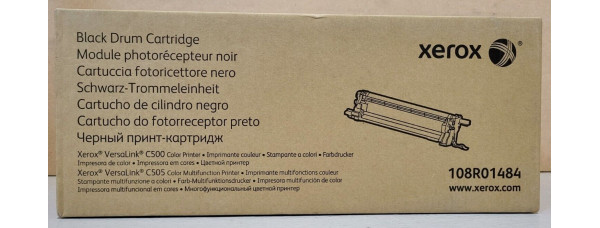 Black Drum Cartridge
Module photorécepteur noir
Cartuccia fotoricettore nero
Schwarz-Trommeleinheit
Cartucho de cilindro negro
Cartucho do fotorreceptor preto
Черный принт-картридж
Xerox® VersaLink® C500 Color Printer • Imprimante couleur • Stampante a colori • Farbdrucker
Impresora de color • Impressora em cores • Цветной принтер
Xerox® VersaLink® C505 Color Multifunction Printer • Imprimante multifonctions couleur
Stampante multifunzione a colori • Farb-Multifunktionsdrucker • Impresora multifunción de color
Impressora multifuncional em cores • Многофункциональный цветной принтер
xerox
108R01484
www.xerox.com